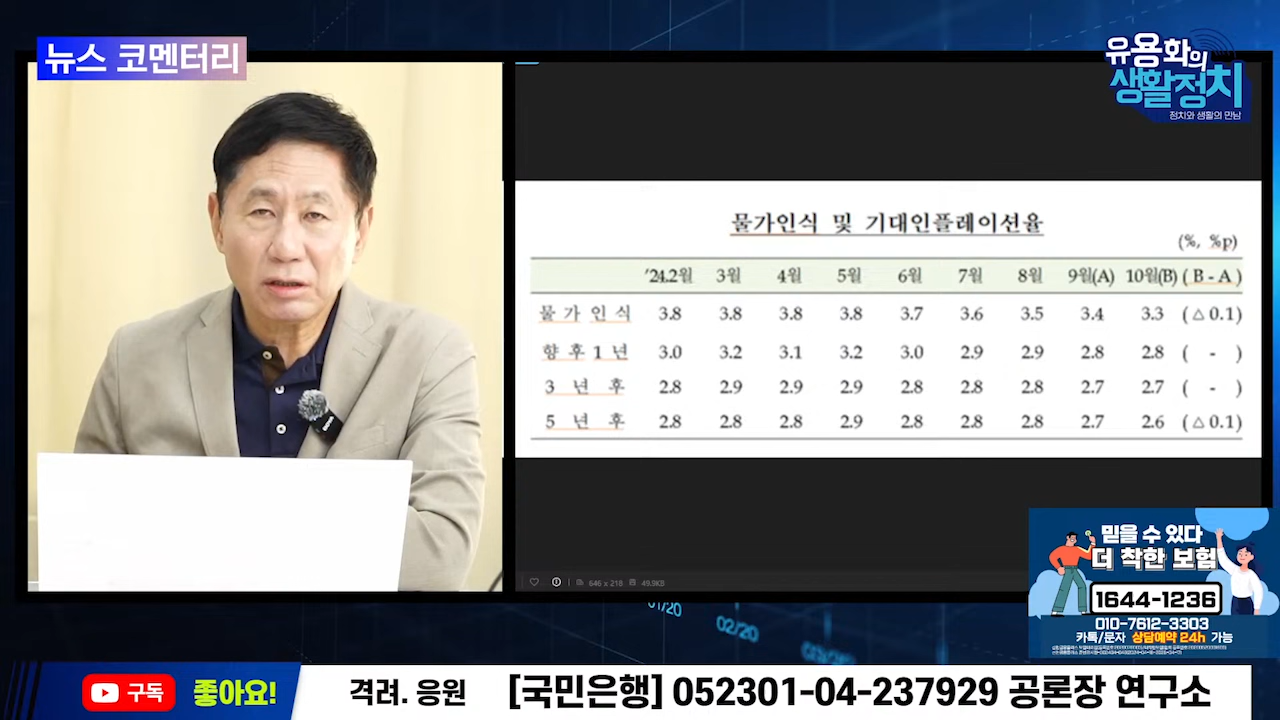 뉴스 코멘터리
유용화의
생활정치
정치와 생활의 만남
물가인식 및 기대인플레이션율
(%, %p)
'24.2월 3월 4월 5월 6월 7월 8월 9월(A) 10월(B) ( B - A )
물 가 인 식 3.8 3.8 3.8 3.8 3.7 3.6 3.5 3.4 3.3 (△0.1)
향 후 1 년 3.0 3.2 3.1 3.2 3.0 2.9 2.9 2.8 2.8 ( - )
3 년 후 2.8 2.9 2.9 2.9 2.8 2.8 2.8 2.7 2.7 ( - )
5 년 후 2.8 2.8 2.8 2.9 2.8 2.8 2.8 2.7 2.6 (△0.1)
646 x 218 49.9KB
01/20
02/20
믿을 수 있다
더 착한 보험
1644-1236
010-7612-3303
카톡/문자 상담예약 24h 가능
구독 좋아요! 격려. 응원 [국민은행] 052301-04-237929 공론장 연구소